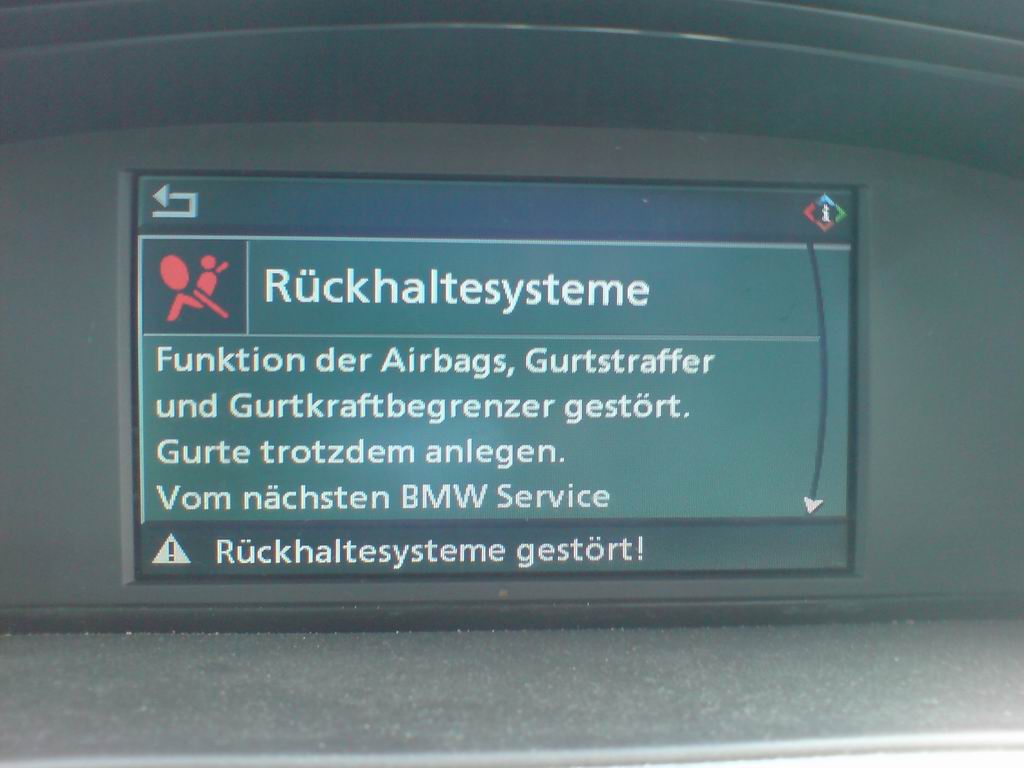 Rückhaltesysteme
Funktion der Airbags, Gurtstraffer
und Gurtkraftbegrenzer gestört.
Gurte trotzdem anlegen.
Vom nächsten BMW Service
Rückhaltesysteme gestört!